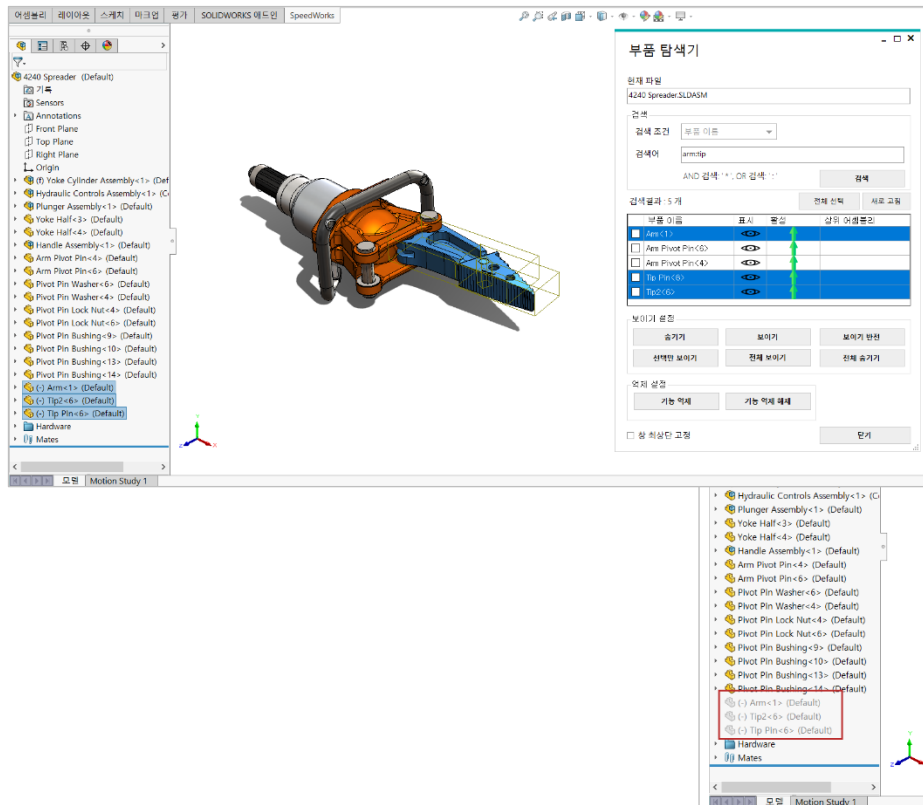 어셈블리 레이아웃 스케치 마크업 평가 SOLIDWORKS 애드인 SpeedWorks
4240 Spreader (Default)
기록
Sensors
Annotations
Front Plane
Top Plane
Right Plane
Origin
(f) Yoke Cylinder Assembly<1> (Def
Hydraulic Controls Assembly<1> (Co
Plunger Assembly<1> (Default)
Yoke Half<3> (Default)
Yoke Half<4> (Default)
Handle Assembly<1> (Default)
Arm Pivot Pin<4> (Default)
Arm Pivot Pin<6> (Default)
Pivot Pin Washer<6> (Default)
Pivot Pin Washer<4> (Default)
Pivot Pin Lock Nut<4> (Default)
Pivot Pin Lock Nut<6> (Default)
Pivot Pin Bushing<9> (Default)
Pivot Pin Bushing<10> (Default)
Pivot Pin Bushing<13> (Default)
Pivot Pin Bushing<14> (Default)
(-) Arm<1> (Default)
(-) Tip2<6> (Default)
(-) Tip Pin<6> (Default)
Hardware
Mates
모델 Motion Study 1
부품 탐색기
현재 파일
4240 Spreader.SLDASM
검색
검색 조건 부품 이름
검색어 arm;tip
AND 검색: '*', OR 검색: ';' 검색
검색결과 : 5 개 전체 선택 새로 고침
부품 이름 표시 활성 상위 어셈블리
Arm<1>
Arm Pivot Pin<6>
Arm Pivot Pin<4>
Tip Pin<6>
Tip2<6>
보이기 설정
숨기기 보이기 보이기 반전
선택만 보이기 전체 보이기 전체 숨기기
억제 설정
기능 억제 기능 억제 해제
창 최상단 고정 닫기
Hydraulic Controls Assembly<1> (Co
Plunger Assembly<1> (Default)
Yoke Half<3> (Default)
Yoke Half<4> (Default)
Handle Assembly<1> (Default)
Arm Pivot Pin<4> (Default)
Arm Pivot Pin<6> (Default)
Pivot Pin Washer<6> (Default)
Pivot Pin Washer<4> (Default)
Pivot Pin Lock Nut<4> (Default)
Pivot Pin Lock Nut<6> (Default)
Pivot Pin Bushing<9> (Default)
Pivot Pin Bushing<10> (Default)
Pivot Pin Bushing<13> (Default)
Pivot Pin Bushing<14> (Default)
(-) Arm<1> (Default)
(-) Tip2<6> (Default)
(-) Tip Pin<6> (Default)
Hardware
Mates
모델 Motion Study 1